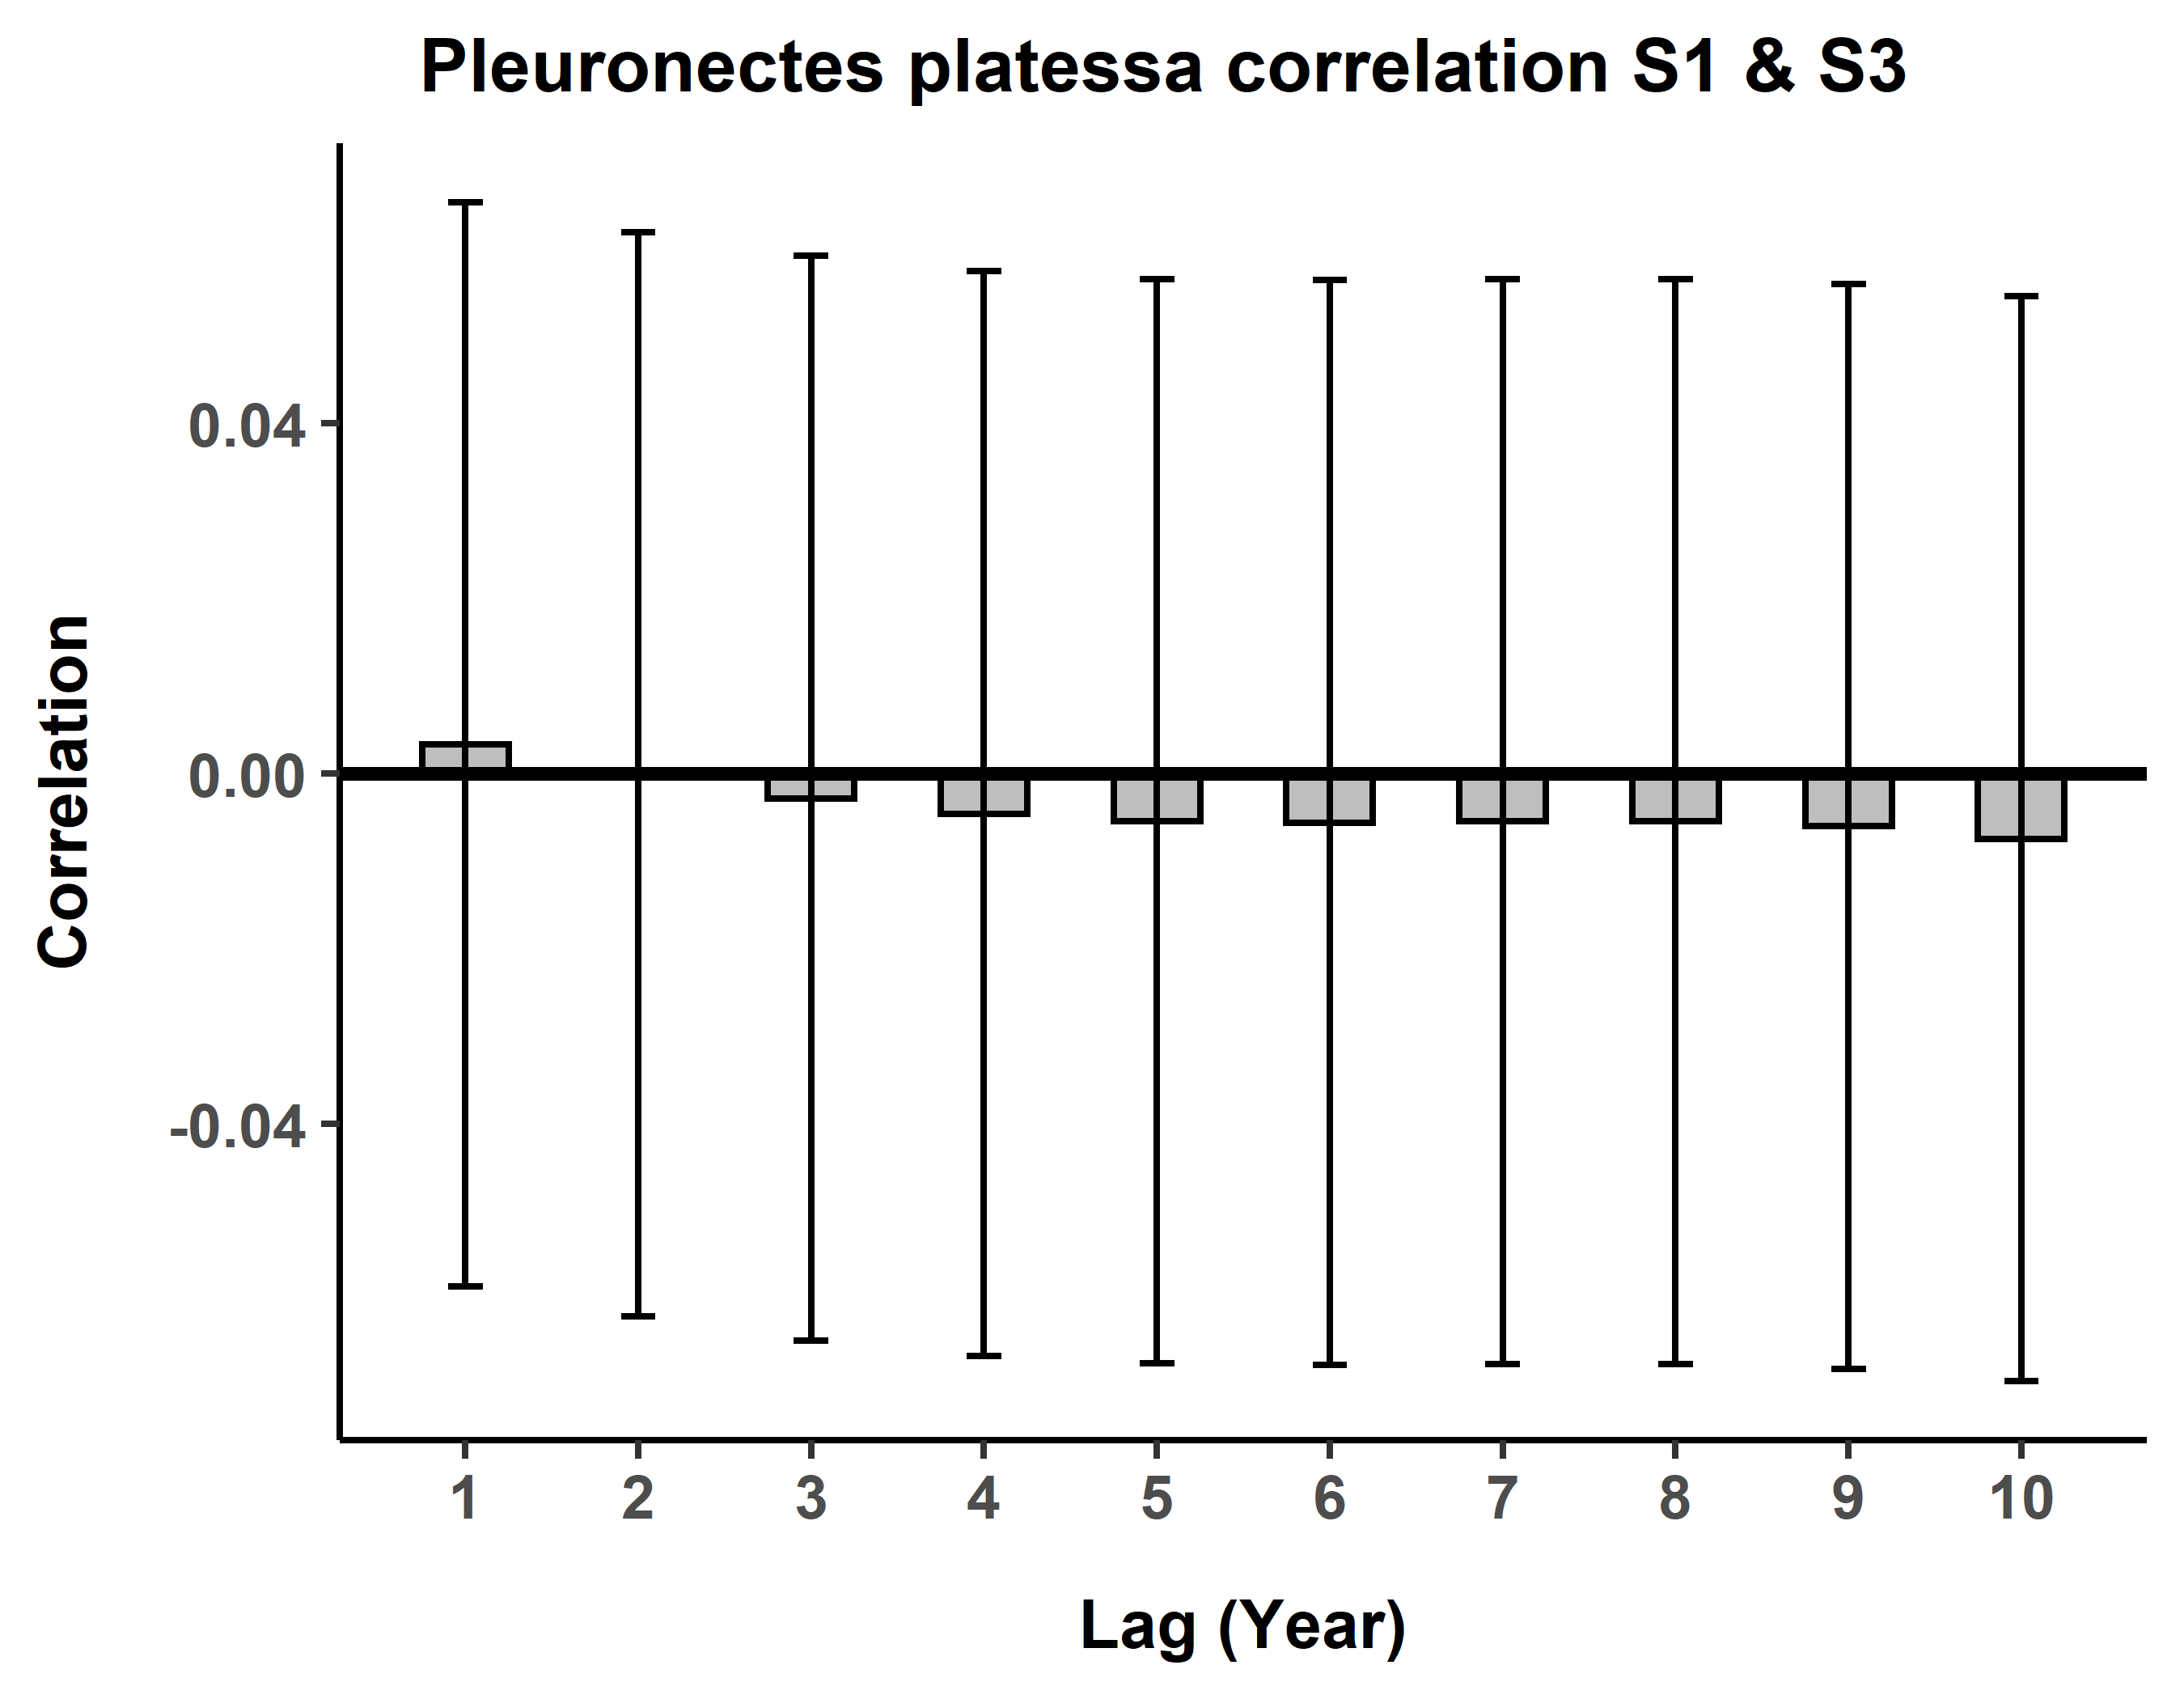 Pleuronectes platessa correlation S1 & S3
Correlation
0.04
0.00
-0.04
1 2 3 4 5 6 7 8 9 10
Lag (Year)